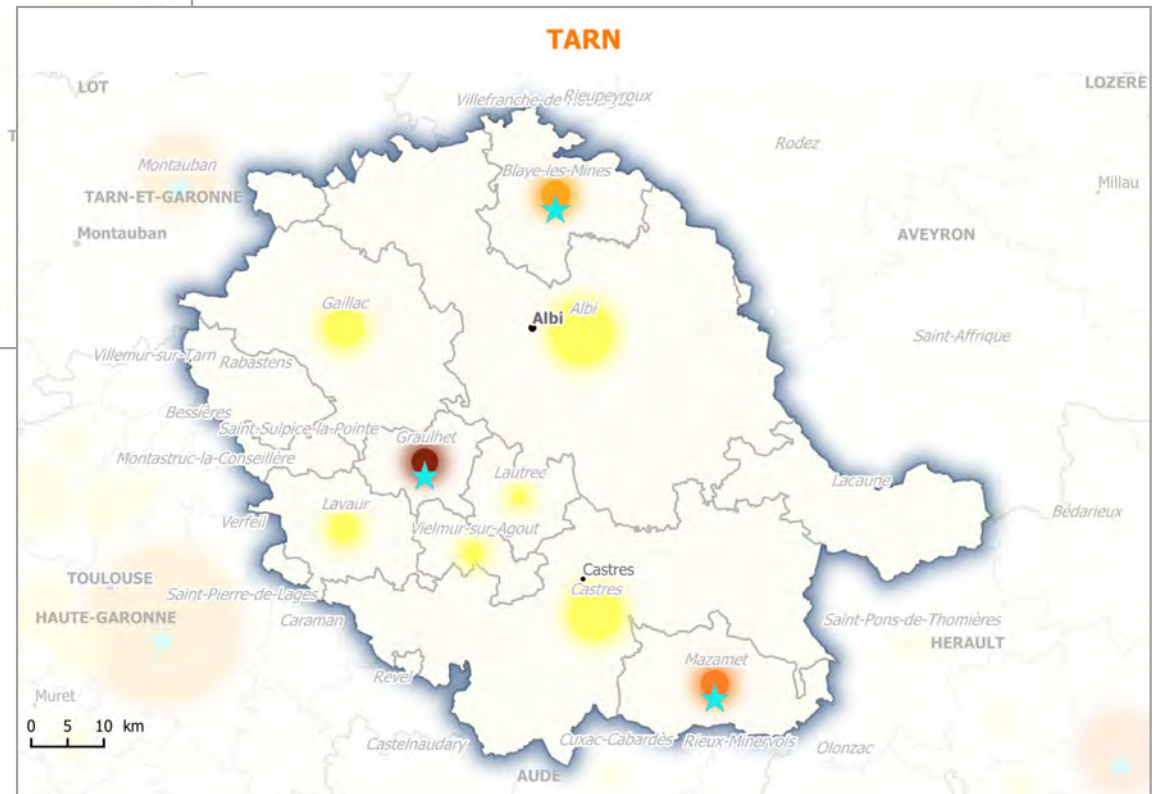 TARN
LOT
LOZERE
Rieupeyroux
Villefranche-de
Rodez
Montauban
Blaye-les-Mines
Millau
TARN-ET-GARONNE
Montauban
AVEYRON
Gaillac
Albi
Albi
Saint-Affrique
Villemur-sur-Tarn
Rabastens
Bessières
Saint-Sulpice-la-Pointe
Graulhet
Montastruc-la-Conseillère
Lautrec
Lacaune
Lavaur
Bédarieux
Verfeil
Vielmur-sur-Agout
Castres
TOULOUSE
Castres
Saint-Pierre-de-Lages
HAUTE-GARONNE
Caraman
Saint-Pons-de-Thomières
HERAULT
Mazamet
Revel
Muret
0 5 10 km
Castelnaudary
Cuxac-Cabardès
Rieux-Minervois
Olonzac
AUDE